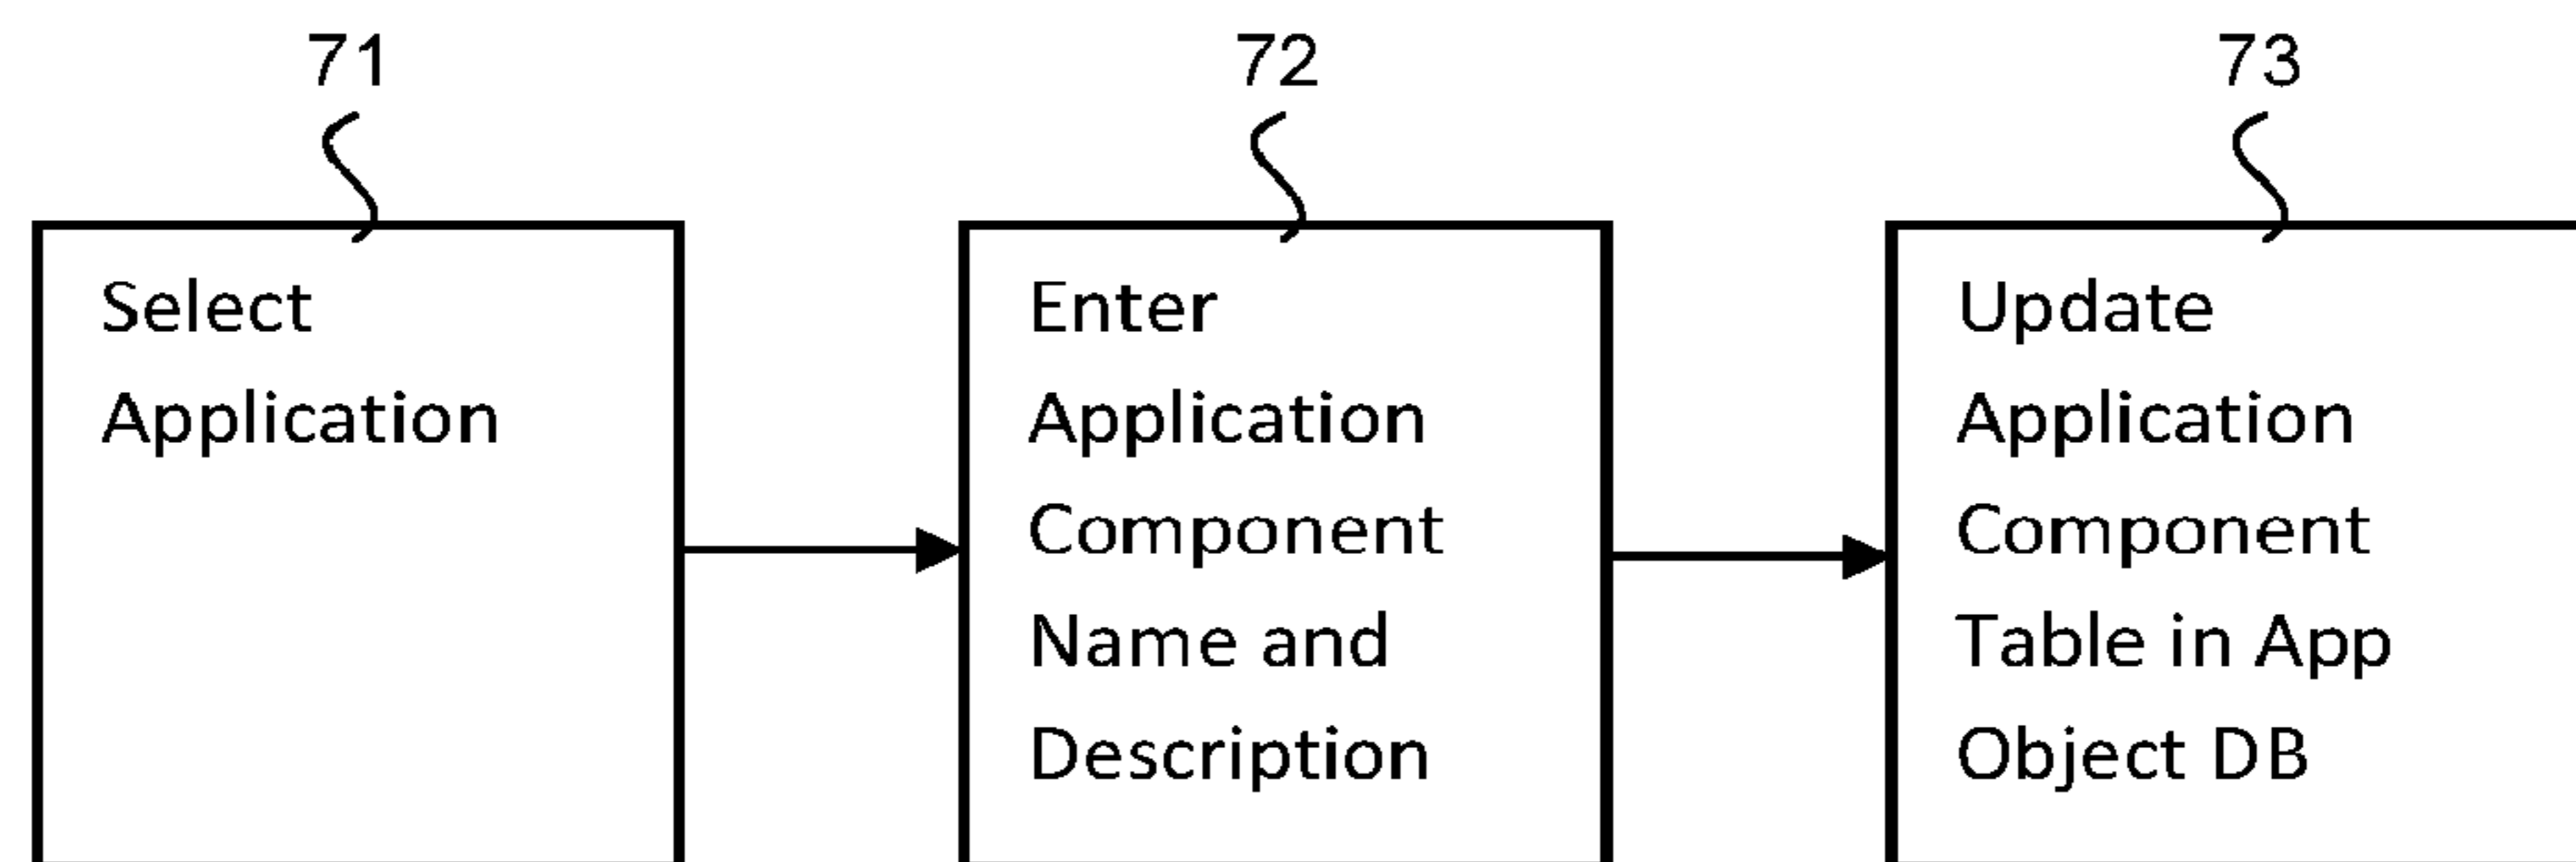 71
72
73
Select
Application
Enter
Application
Component
Name and
Description
Update
Application
Component
Table in App
Object DB